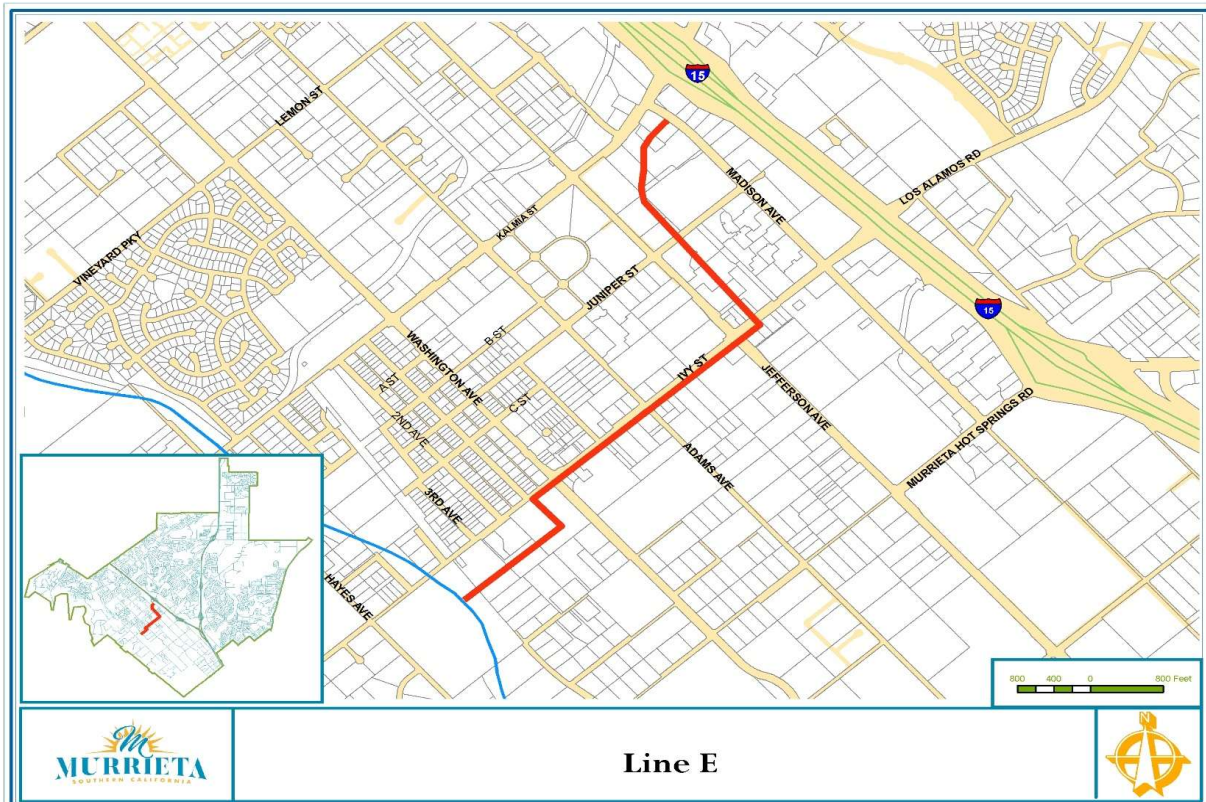 15
LEMON ST
LOS ALAMOS RD
MADISON AVE
KALMIA ST
VINEYARD PKY
JUNIPER ST
15
B ST
WASHINGTON AVE
IVY ST
A ST
JEFFERSON AVE
C ST
2ND AVE
MURRIETA HOT SPRINGS RD
ADAMS AVE
3RD AVE
HAYES AVE
800 400 0 800 Feet
M
MURRIETA
SOUTHERN CALIFORNIA
Line E
N